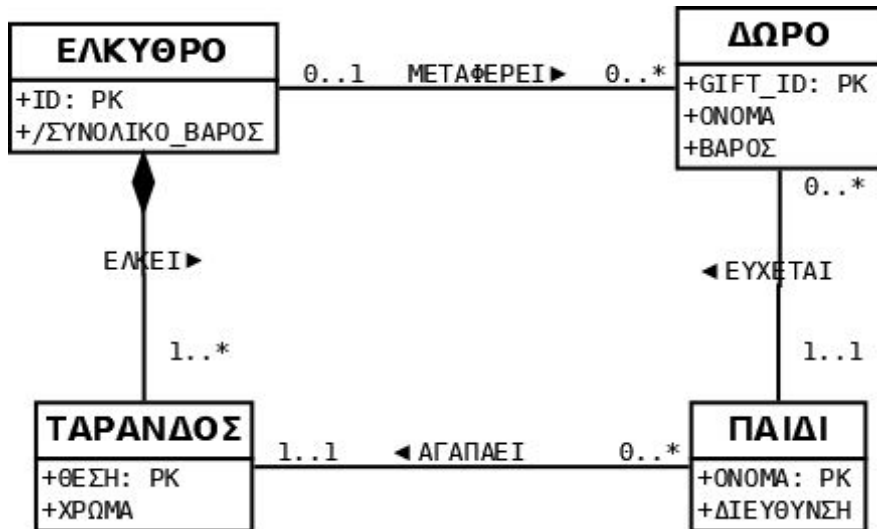 ΕΛΚΥΘΡΟ
+ID: PK
+/ΣΥΝΟΛΙΚΟ_ΒΑΡΟΣ
0..1 ΜΕΤΑΦΕΡΕΙ► 0..*
ΔΩΡΟ
+GIFT_ID: PK
+ΟΝΟΜΑ
+ΒΑΡΟΣ
0..*
ΕΛΚΕΙ►
◄ΕΥΧΕΤΑΙ
1..*
1..1
ΤΑΡΑΝΔΟΣ
+ΘΕΣΗ: PK
+ΧΡΩΜΑ
1..1 ◄ΑΓΑΠΑΕΙ 0..*
ΠΑΙΔΙ
+ΟΝΟΜΑ: PK
+ΔΙΕΥΘΥΝΣΗ